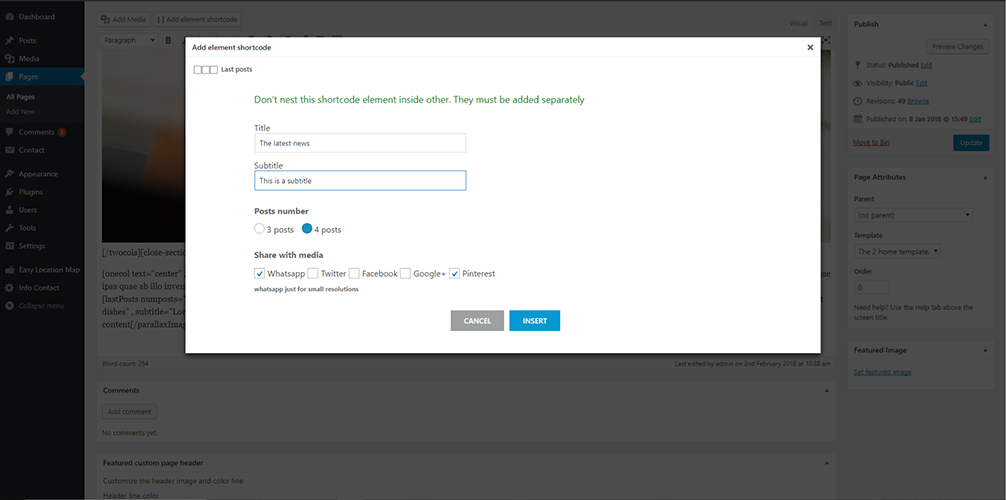 Dashboard
Posts
Media
Pages
All Pages
Add New
Comments 1
Contact
Appearance
Plugins
Users
Tools
Settings
Easy Location Map
Info Contact
Collapse menu
Add Media
[ ] Add element shortcode
Visual
Text
Paragraph
B
Add element shortcode
×
Last posts
Don't nest this shortcode element inside other. They must be added separately
Title
The latest news
Subtitle
This is a subtitle
Posts number
3 posts
4 posts
Share with media
Whatsapp
Twitter
Facebook
Google+
Pinterest
whatsapp just for small resolutions
CANCEL
INSERT
[/twocols][close-sectio
[onecol text="center" ,
ue
ipsa quae ab illo inven
[lastPosts numposts="
dishes" , subtitle="Lor
content[/parallaxImag
Word count: 254
Last edited by admin on 2nd February 2018 at 10:38 am
Comments
Add comment
No comments yet.
Featured custom page header
Customize the header image and color line
Header line color
Publish
Preview Changes
Status: Published Edit
Visibility: Public Edit
Revisions: 49 Browse
Published on: 8 Jan 2018 @ 15:49 Edit
Move to Bin
Update
Page Attributes
Parent
(no parent)
Template
The 2 home template.
Order
0
Need help? Use the Help tab above the
screen title.
Featured Image
Set featured image